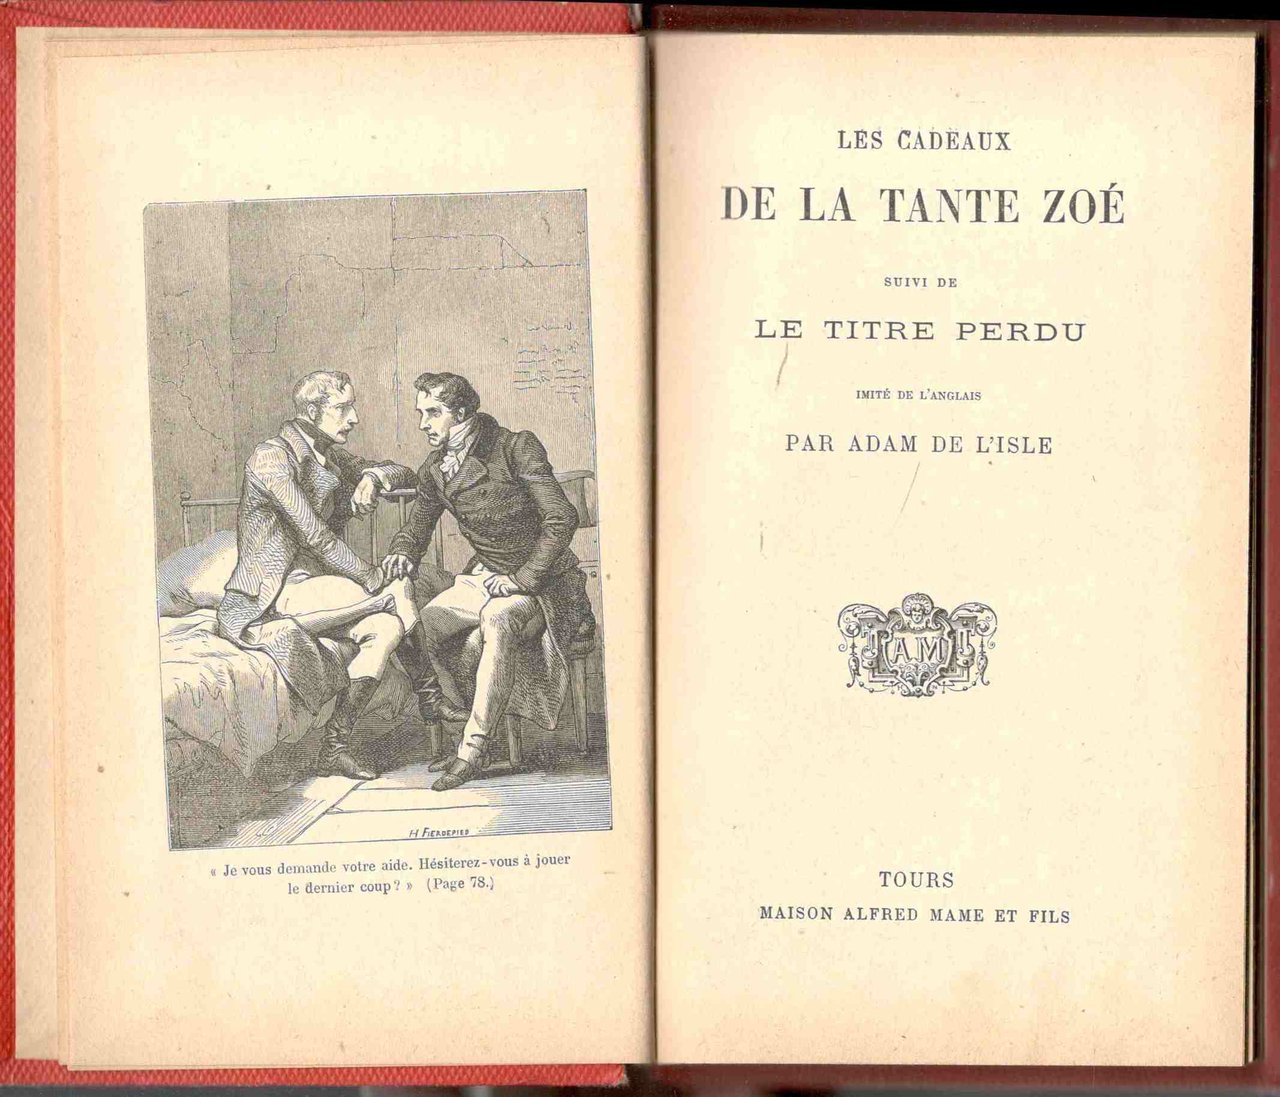 H FIERDEPIED
« Je vous demande votre aide. Hésiterez-vous à jouer
le dernier coup ? » (Page 78.)
LES CADEAUX
DE LA TANTE ZOÉ
SUIVI DE
LE TITRE PERDU
IMITÉ DE L'ANGLAIS
PAR ADAM DE L'ISLE
AM
TOURS
MAISON ALFRED MAME ET FILS